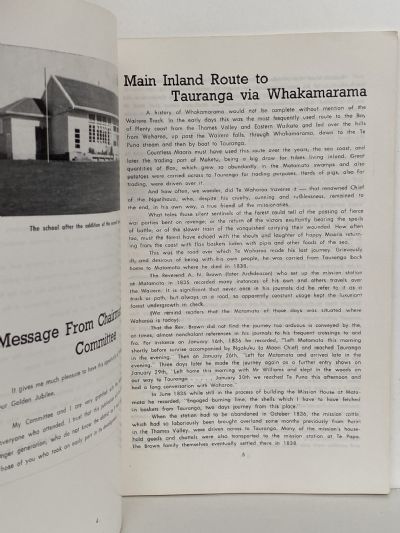 The school after the addition of the
Message From Chairman
Committee
It gives me much pleasure to have this
our Golden Jubilee.
My Committee and I are very grateful
everyone who attended. I trust that this
nger generation, who do not know the
those of you who took an early part in
4
Main Inland Route to
Tauranga via Whakamarama
A history of Whakamarama would not be complete without mention of the
Wairere Track. In the early days this was the most frequently used route to the Bay
of Plenty coast from the Thames Valley and Eastern Waikato and led over the hills
from Waharoa, up past the Wairere falls, through Whakamarama, down to the Te
Puna stream and then by boat to Tauranga.
Countless Maoris must have used this route over the years, the sea coast, and
later the trading part of Maketu, being a big draw for tribes living inland. Great
quantities of flax, which grew so abundantly in the Matamata swamps and also
potatoes were carried across to Tauranga for trading purposes. Herds of pigs, also for
trading, were driven over it.
And how often, we wonder, did Te Waharoa traverse it — that renowned Chief
of the Ngatihaua, who, despite his cruelty, cunning and ruthlessness, remained to
the end, in his own way, a true friend of the missionaries.
What tales those silent sentinels of the forest could tell of the passing of fierce
war parties bent on revenge; or the return of the victors exultantly bearing the spoils
of battle; or of the slower train of the vanquished carrying their wounded. How often
too, must the forest have echoed with the shouts and laughter of happy Maoris return-
ing from the coast with flax baskets laden with pipis and other foods of the sea.
This was the road over which Te Waharoa made his last journey. Grievously
ill, and desirous of being with his own people, he was carried from Tauranga back
home to Matamata where he died in 1838.
The Reverend A. N. Brown (later Archdeacon) who set up the mission station
at Matamata in 1835 recorded many instances of his own and others travels over
the Wairere. It is significant that never once in his journals did he refer to it as a
track or path, but always as a road, so apparently constant usage kept the luxuriant
forest undergrowth in check.
(We remind readers that the Matamata of those days was situated where
Waharoa is today).
That the Rev. Brown did not find the journey too arduous is conveyed by the,
at times, almost nonchalant references in his journals to his frequent crossings to and
fro. For instance on January 16th, 1836 he records, "Left Matamata this morning
shortly before sunrise accompanied by Ngakuku (a Maori Chief) and reached Tauranga
in the evening. Then on January 26th, "Left for Matamata and arrived late in the
evening. Three days later he made the journey again as a further entry shows
January 29th, "Left home this morning with Mr Williams and slept in the woods on
our way to Tauranga - - - . January 30th we reached Te Puna this afternoon and
had a long conversation with Waharoa.
In June 1835 while still in the process of building the Mission House at Mata-
mata he recorded, "Engaged burning lime; the shells which I have to have fetched
in baskets from Tauranga, two days journey from this place."
When the station had to be abandoned in October 1836, the mission cattle,
which had so laboriously been brought overland some months previously from Puriri
in the Thames Valley, were driven across to Tauranga. Many of the mission's house-
hold goods and chattels were also transported to the mission station at Te Papa.
The Brown family themselves eventually settled there in 1838.
5